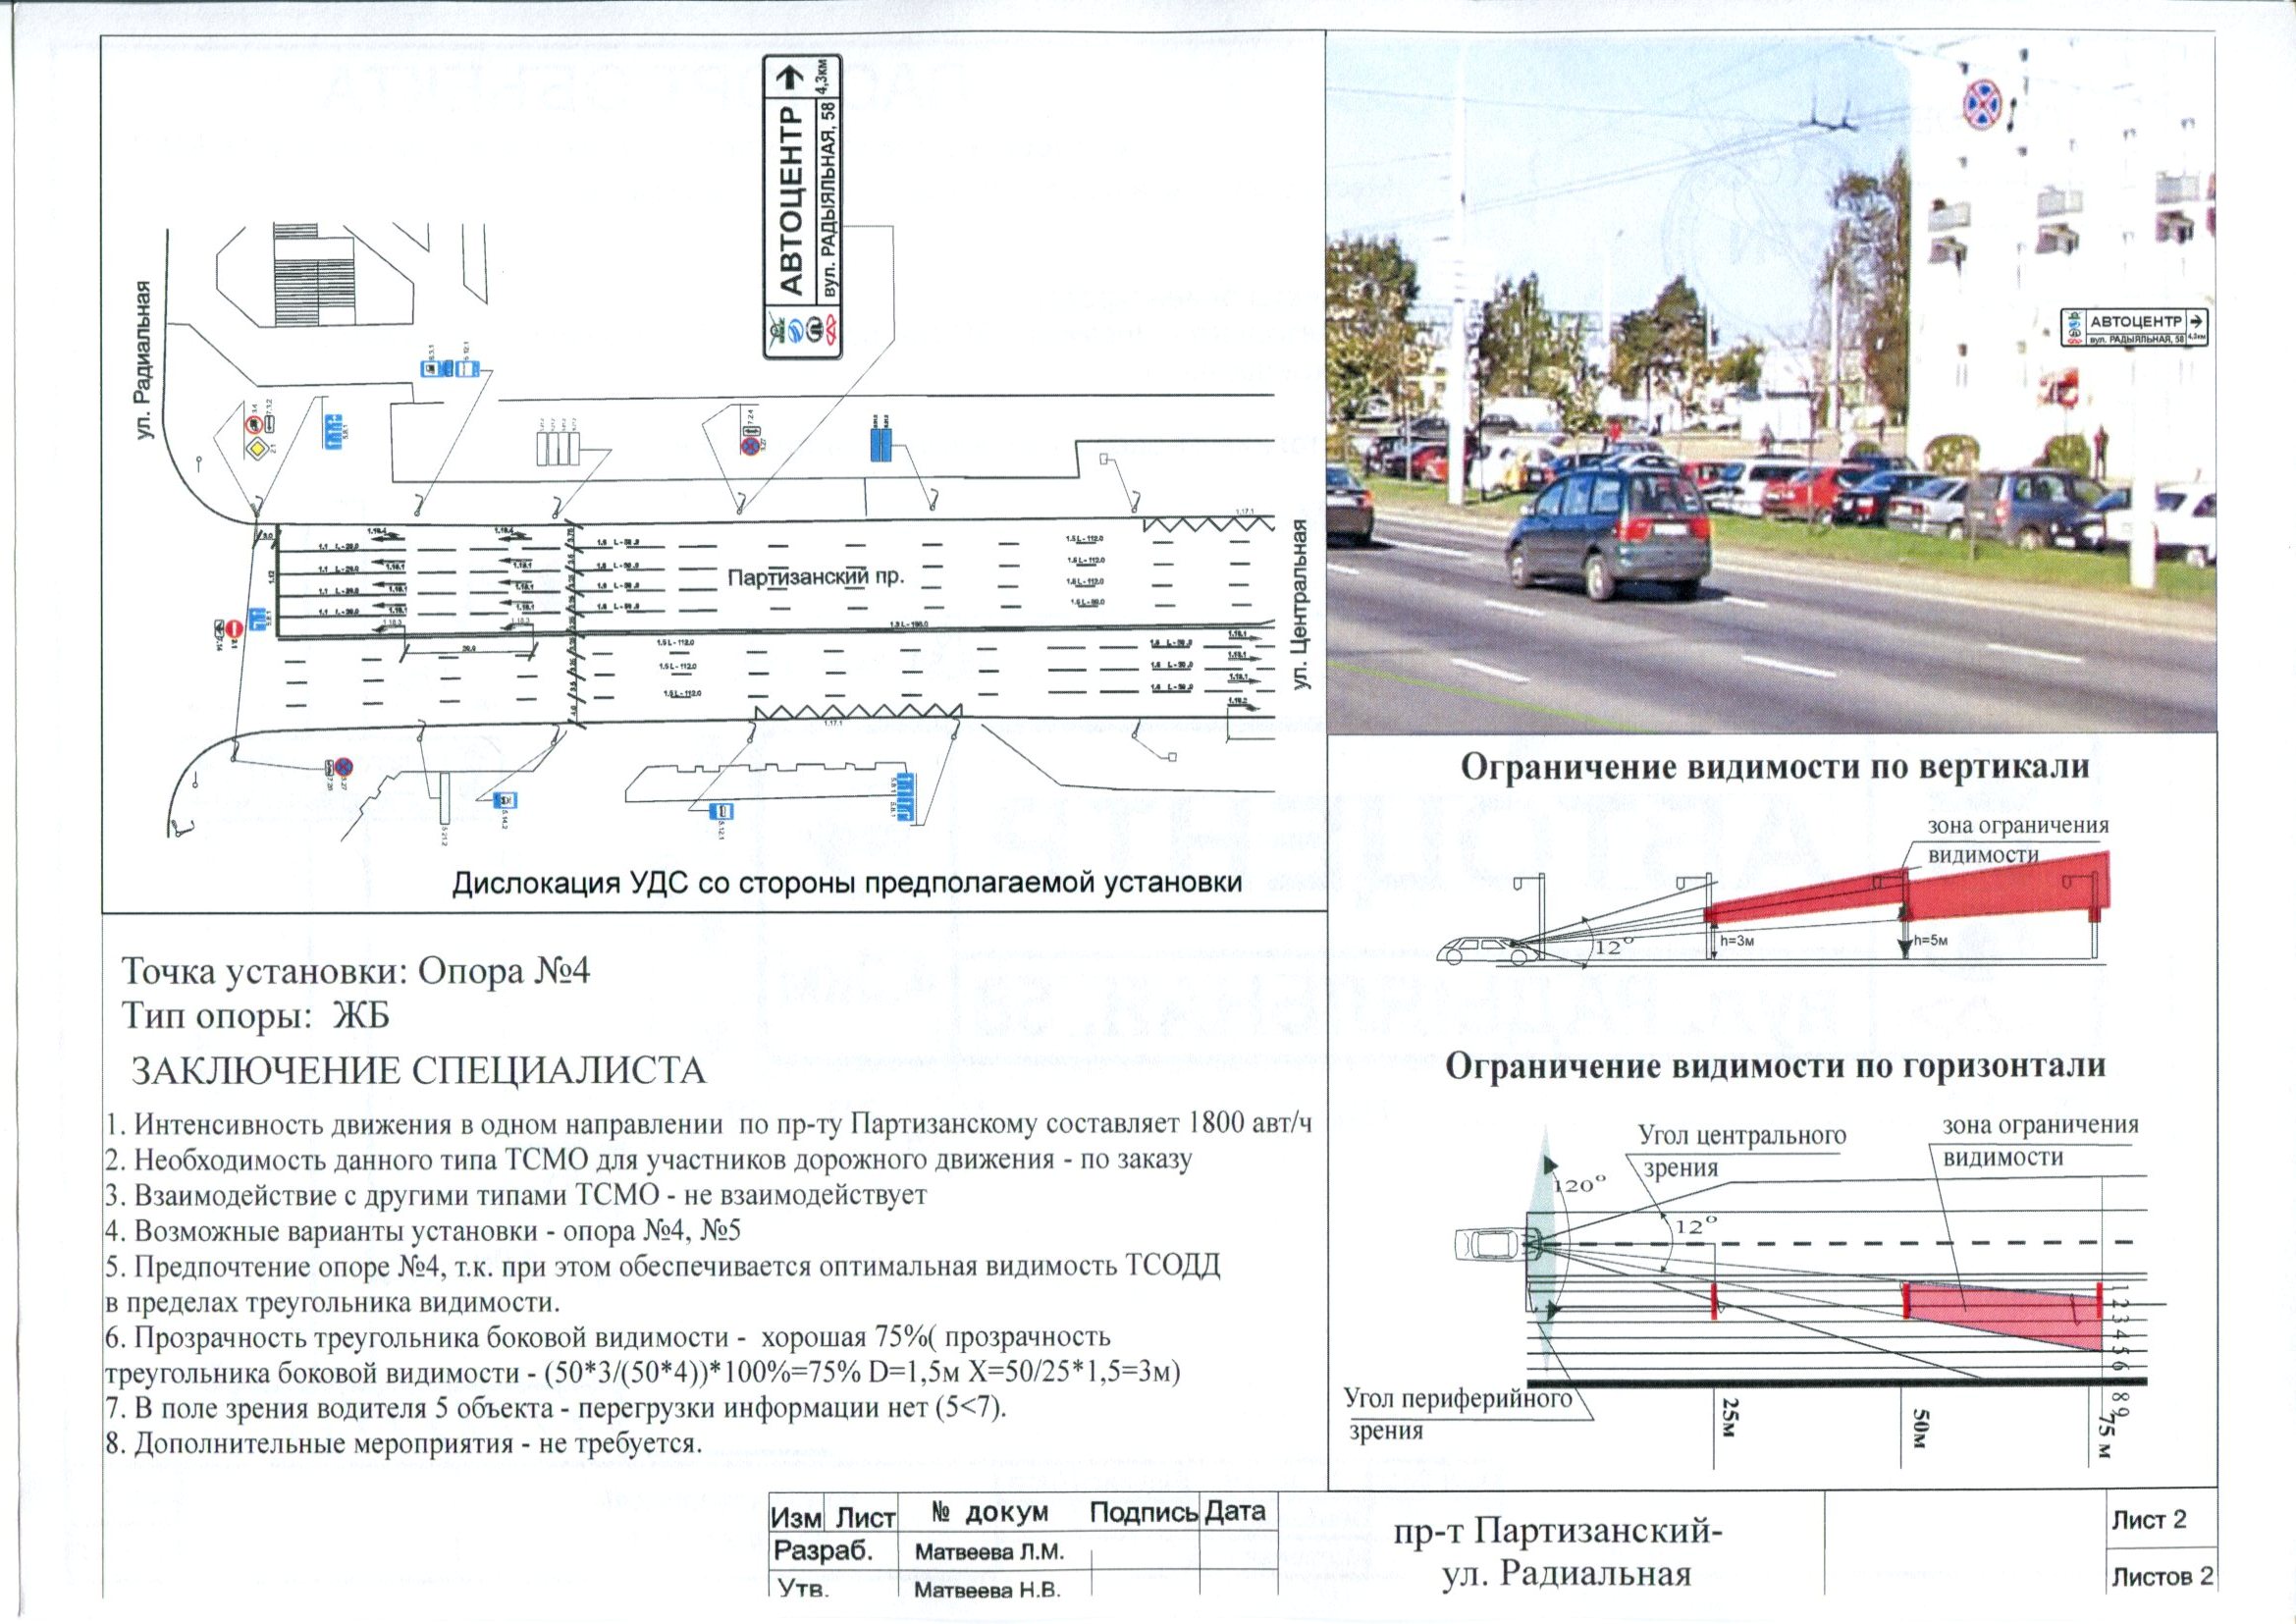 АВТОЦЕНТР
вул. РАДЫЯЛЬНАЯ, 58
4,3км
ул. Радиальная
Партизанский пр.
ул. Центральная
Дислокация УДС со стороны предполагаемой установки
АВТОЦЕНТР
вул. РАДЫЯЛЬНАЯ, 58
4,3км
Ограничение видимости по вертикали
зона ограничения
видимости
12°
h=3м
h=5м
Ограничение видимости по горизонтали
Угол центрального
зрения
зона ограничения
видимости
120°
12°
Угол периферийного
зрения
25м
50м
75 м
1 2 3 4 5 6 8 9
Точка установки: Опора №4
Тип опоры: ЖБ
ЗАКЛЮЧЕНИЕ СПЕЦИАЛИСТА
1. Интенсивность движения в одном направлении по пр-ту Партизанскому составляет 1800 авт/ч
2. Необходимость данного типа ТСМО для участников дорожного движения - по заказу
3. Взаимодействие с другими типами ТСМО - не взаимодействует
4. Возможные варианты установки - опора №4, №5
5. Предпочтение опоре №4, т.к. при этом обеспечивается оптимальная видимость ТСОДД
в пределах треугольника видимости.
6. Прозрачность треугольника боковой видимости - хорошая 75%( прозрачность
треугольника боковой видимости - (50*3/(50*4))*100%=75% D=1,5м X=50/25*1,5=3м)
7. В поле зрения водителя 5 объекта - перегрузки информации нет (5<7).
8. Дополнительные мероприятия - не требуется.
Изм Лист № докум Подпись Дата
Разраб. Матвеева Л.М.
Утв. Матвеева Н.В.
пр-т Партизанский-
ул. Радиальная
Лист 2
Листов 2